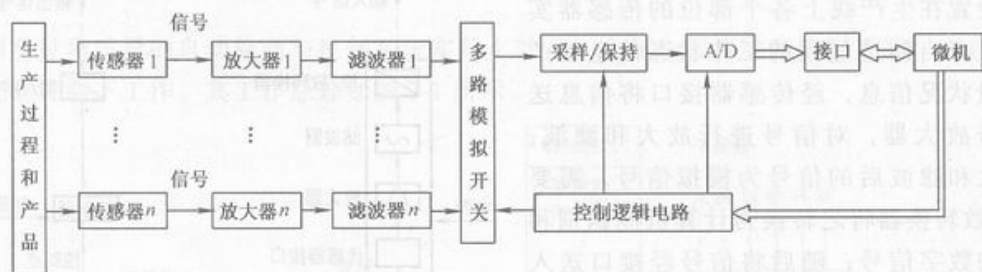 生产过程和产品
信号
传感器1
放大器1
滤波器1
信号
传感器n
放大器n
滤波器n
多路模拟开关
采样/保持
A/D
接口
微机
控制逻辑电路